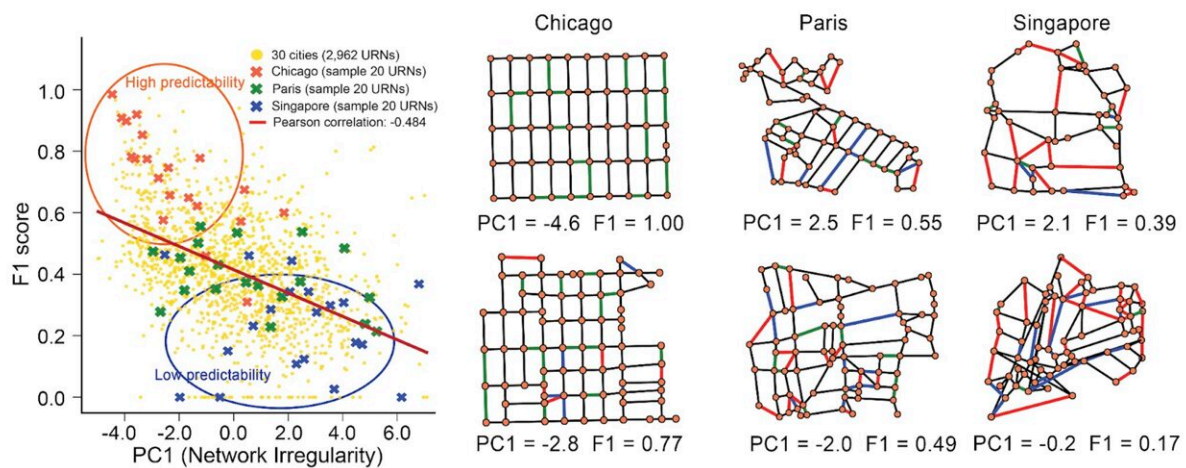 30 cities (2,962 URNs)
Chicago (sample 20 URNs)
Paris (sample 20 URNs)
Singapore (sample 20 URNs)
Pearson correlation: -0.484
High predictability
Low predictability
F1 score
1.0
0.8
0.6
0.4
0.2
0.0
-4.0 -2.0 0.0 2.0 4.0 6.0
PC1 (Network Irregularity)
Chicago Paris Singapore
PC1 = -4.6 F1 = 1.00
PC1 = 2.5 F1 = 0.55
PC1 = 2.1 F1 = 0.39
PC1 = -2.8 F1 = 0.77
PC1 = -2.0 F1 = 0.49
PC1 = -0.2 F1 = 0.17